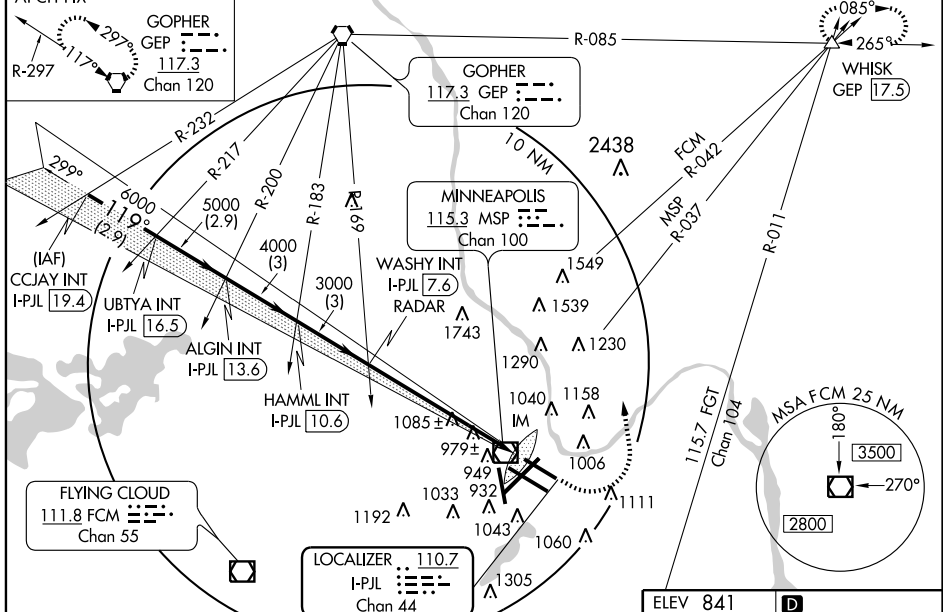 GOPHER
GEP
117.3
Chan 120
297°
117°
R-297
R-085
085°
265°
WHISK
GEP 17.5
GOPHER
117.3 GEP
Chan 120
R-232
R-217
R-200
R-183
R-169
10 NM
2438
FCM
R-042
MSP
R-037
R-011
299°
6000
119°
(2.9)
5000
(2.9)
4000
(3)
3000
(3)
MINNEAPOLIS
115.3 MSP
Chan 100
(IAF)
CCJAY INT
I-PJL 19.4
UBTYA INT
I-PJL 16.5
ALGIN INT
I-PJL 13.6
HAMML INT
I-PJL 10.6
WASHY INT
I-PJL 7.6
RADAR
1743
1549
1539
1290
1230
1040
IM
1158
1085 ±
979±
949
932
1006
1033
1192
1043
1111
1060
1305
115.7 FGT
Chan 104
MSA FCM 25 NM
180°
3500
270°
2800
FLYING CLOUD
111.8 FCM
Chan 55
LOCALIZER 110.7
I-PJL
Chan 44
ELEV 841
D